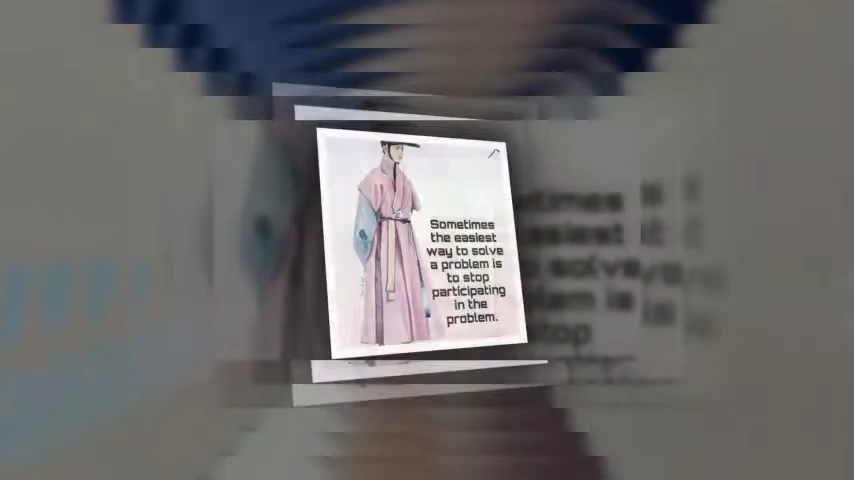 Sometimes
the easiest
way to solve
a problem is
to stop
participating
in the
problem.